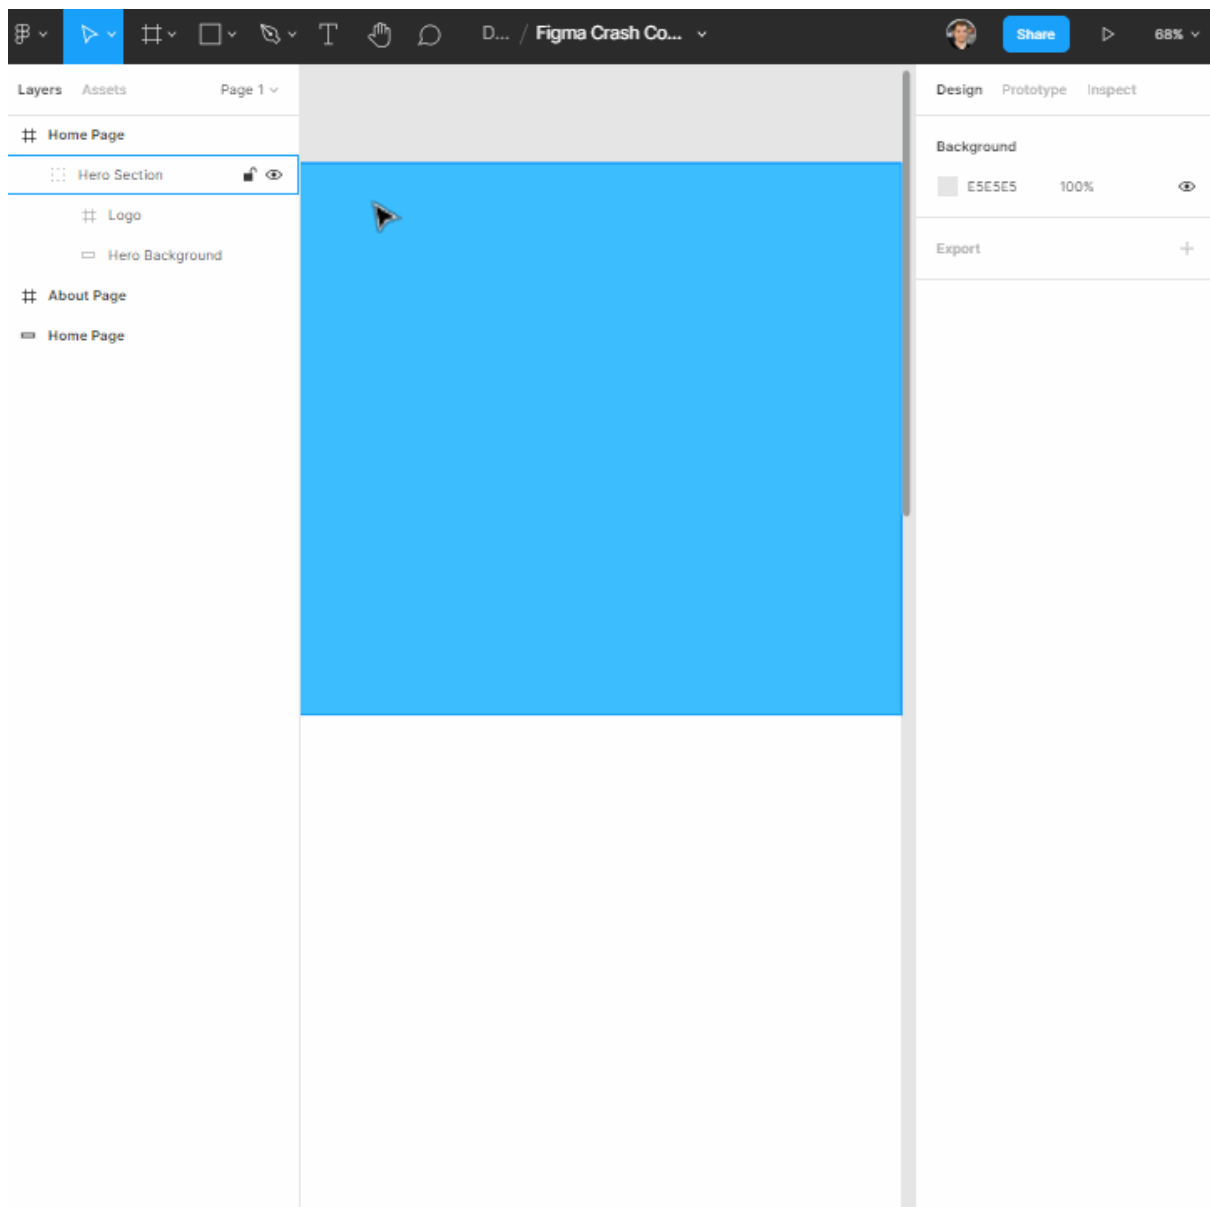 D... / Figma Crash Co...
Share
68%
Layers Assets Page 1
Home Page
Hero Section
Logo
Hero Background
About Page
Home Page
Design Prototype Inspect
Background
E5E5E5 100%
Export